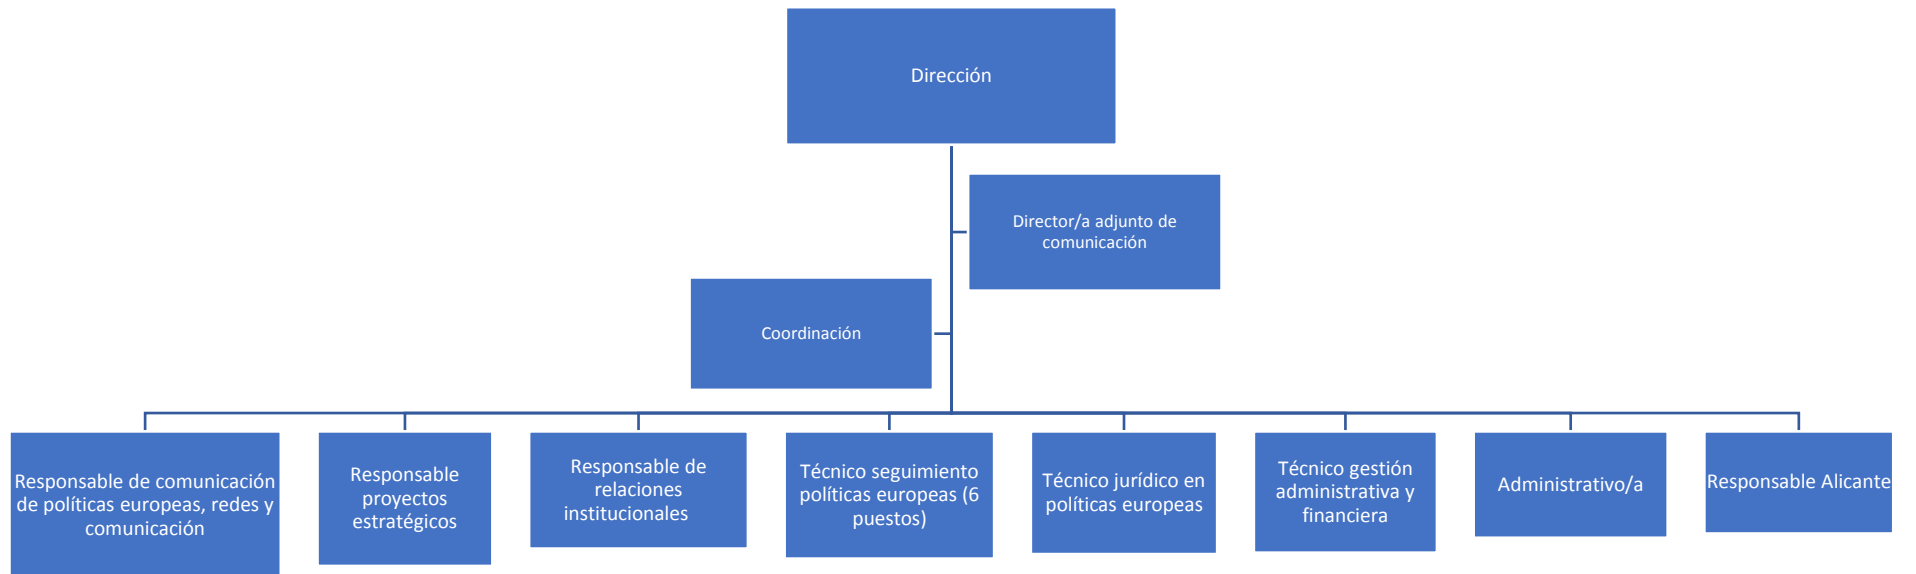 Dirección
Director/a adjunto de
comunicación
Coordinación
Responsable de comunicación
de políticas europeas, redes y
comunicación
Responsable
proyectos
estratégicos
Responsable de
relaciones
institucionales
Técnico seguimiento
políticas europeas (6
puestos)
Técnico jurídico en
políticas europeas
Técnico gestión
administrativa y
financiera
Administrativo/a
Responsable Alicante